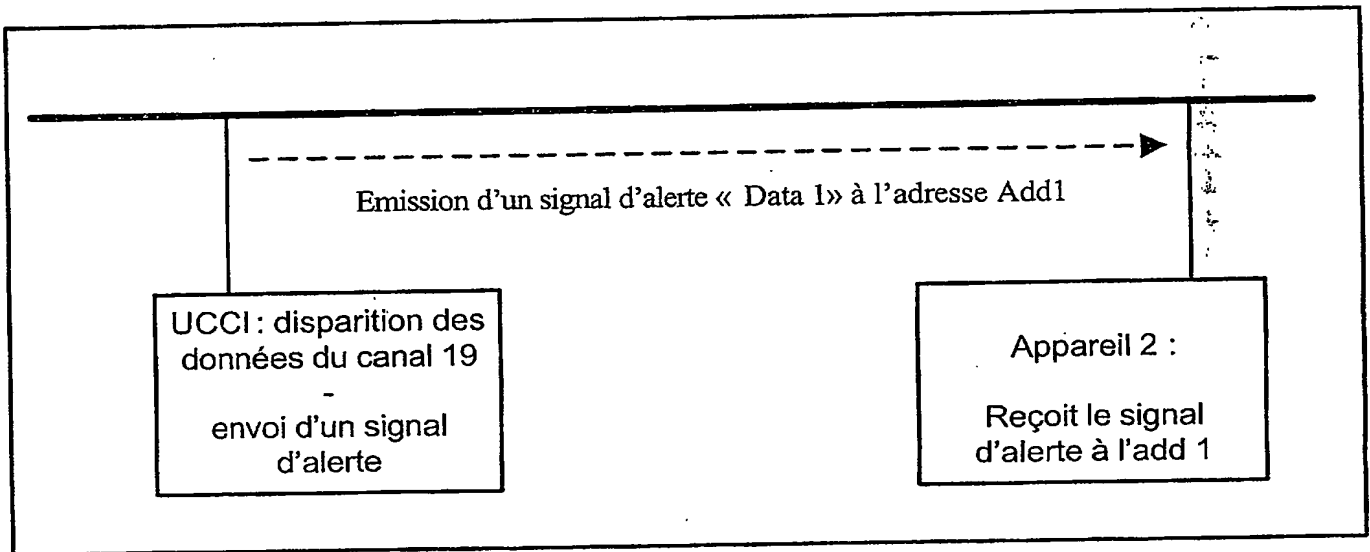 Emission d'un signal d'alerte « Data 1» à l'adresse Add1
UCCI : disparition des
données du canal 19
-
envoi d'un signal
d'alerte
Appareil 2 :
Reçoit le signal
d'alerte à l'add 1